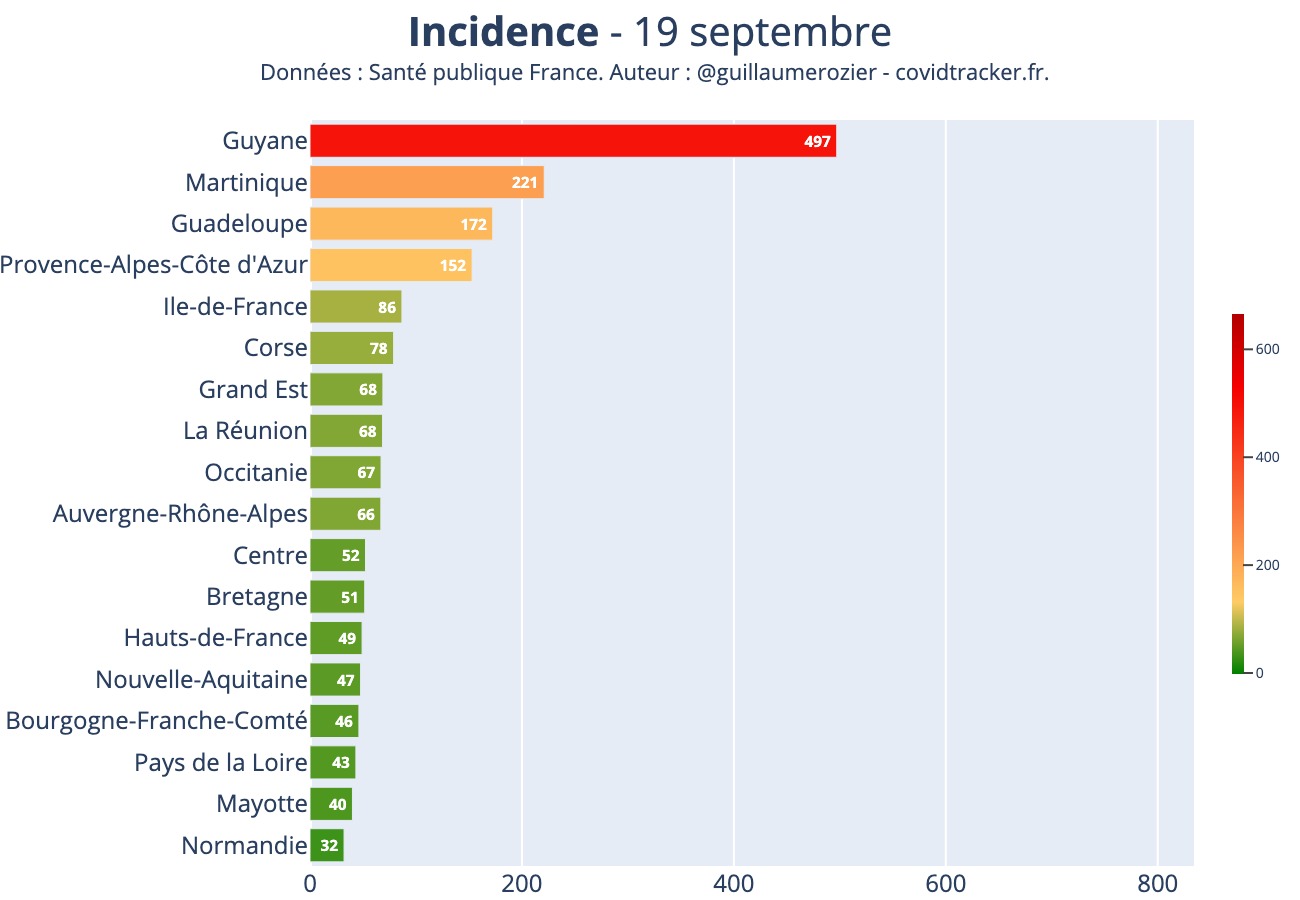 Incidence - 19 septembre
Données : Santé publique France. Auteur : @guillaumerozier - covidtracker.fr.
Guyane 497
Martinique 221
Guadeloupe 172
Provence-Alpes-Côte d'Azur 152
Ile-de-France 86
Corse 78
Grand Est 68
La Réunion 68
Occitanie 67
Auvergne-Rhône-Alpes 66
Centre 52
Bretagne 51
Hauts-de-France 49
Nouvelle-Aquitaine 47
Bourgogne-Franche-Comté 46
Pays de la Loire 43
Mayotte 40
Normandie 32
0 200 400 600 800
600
400
200
0